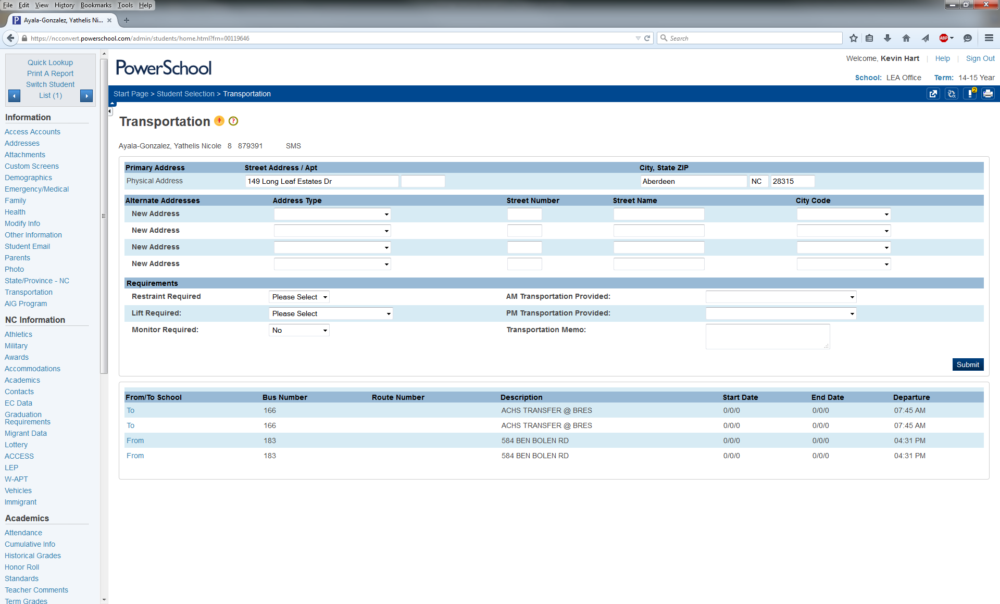 File Edit View History Bookmarks Tools Help
Ayala-Gonzalez, Yathelis Ni...
https://ncconvert.powerschool.com/admin/students/home.html?frn=00119646
Search
ABP
Quick Lookup
Print A Report
Switch Student
List (1)
Information
Access Accounts
Addresses
Attachments
Custom Screens
Demographics
Emergency/Medical
Family
Health
Modify Info
Other Information
Student Email
Parents
Photo
State/Province - NC
Transportation
AIG Program
NC Information
Athletics
Military
Awards
Accommodations
Academics
Contacts
EC Data
Graduation
Requirements
Migrant Data
Lottery
ACCESS
LEP
W-APT
Vehicles
Immigrant
Academics
Attendance
Cumulative Info
Historical Grades
Honor Roll
Standards
Teacher Comments
Term Grades
PowerSchool
Welcome, Kevin Hart | Help | Sign Out
School: LEA Office Term: 14-15 Year
Start Page > Student Selection > Transportation
2
Transportation
Ayala-Gonzalez, Yathelis Nicole 8 879391 SMS
Primary Address Street Address / Apt City, State ZIP
Physical Address 149 Long Leaf Estates Dr Aberdeen NC 28315
Alternate Addresses Address Type Street Number Street Name City Code
New Address
New Address
New Address
New Address
Requirements
Restraint Required Please Select AM Transportation Provided:
Lift Required: Please Select PM Transportation Provided:
Monitor Required: No Transportation Memo:
Submit
From/To School Bus Number Route Number Description Start Date End Date Departure
To 166 ACHS TRANSFER @ BRES 0/0/0 0/0/0 07:45 AM
To 166 ACHS TRANSFER @ BRES 0/0/0 0/0/0 07:45 AM
From 183 584 BEN BOLEN RD 0/0/0 0/0/0 04:31 PM
From 183 584 BEN BOLEN RD 0/0/0 0/0/0 04:31 PM